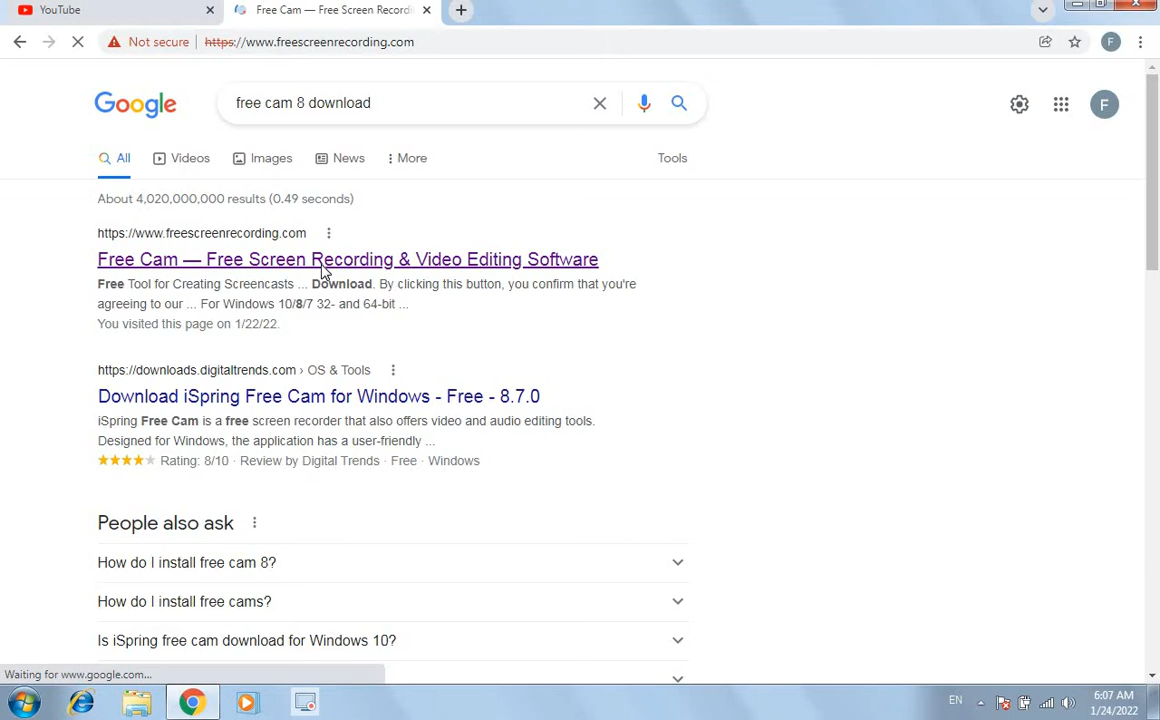 YouTube
Free Cam — Free Screen Recordi
Not secure
https://www.freescreenrecording.com
F
Google
free cam 8 download
F
All
Videos
Images
News
More
Tools
About 4,020,000,000 results (0.49 seconds)
https://www.freescreenrecording.com
Free Cam — Free Screen Recording & Video Editing Software
Free Tool for Creating Screencasts ... Download. By clicking this button, you confirm that you're
agreeing to our ... For Windows 10/8/7 32- and 64-bit ...
You visited this page on 1/22/22.
https://downloads.digitaltrends.com › OS & Tools
Download iSpring Free Cam for Windows - Free - 8.7.0
iSpring Free Cam is a free screen recorder that also offers video and audio editing tools.
Designed for Windows, the application has a user-friendly ...
Rating: 8/10 · Review by Digital Trends · Free · Windows
People also ask
How do I install free cam 8?
How do I install free cams?
Is iSpring free cam download for Windows 10?
Waiting for www.google.com...
EN
6:07 AM
1/24/2022